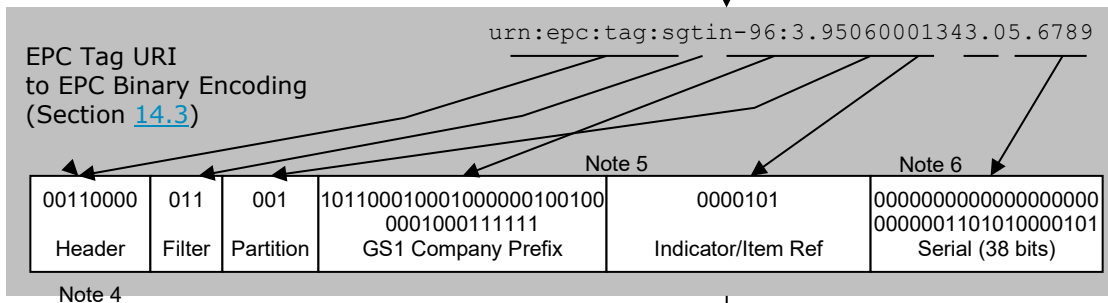 urn:epc:tag:sgtin-96:3.95060001343.05.6789
EPC Tag URI
to EPC Binary Encoding
(Section 14.3)
Note 5
Note 6
00110000
011
001
101100010001000000100100
0001000111111
0000101
0000000000000000000
0000001101010000101
Header
Filter
Partition
GS1 Company Prefix
Indicator/Item Ref
Serial (38 bits)
Note 4